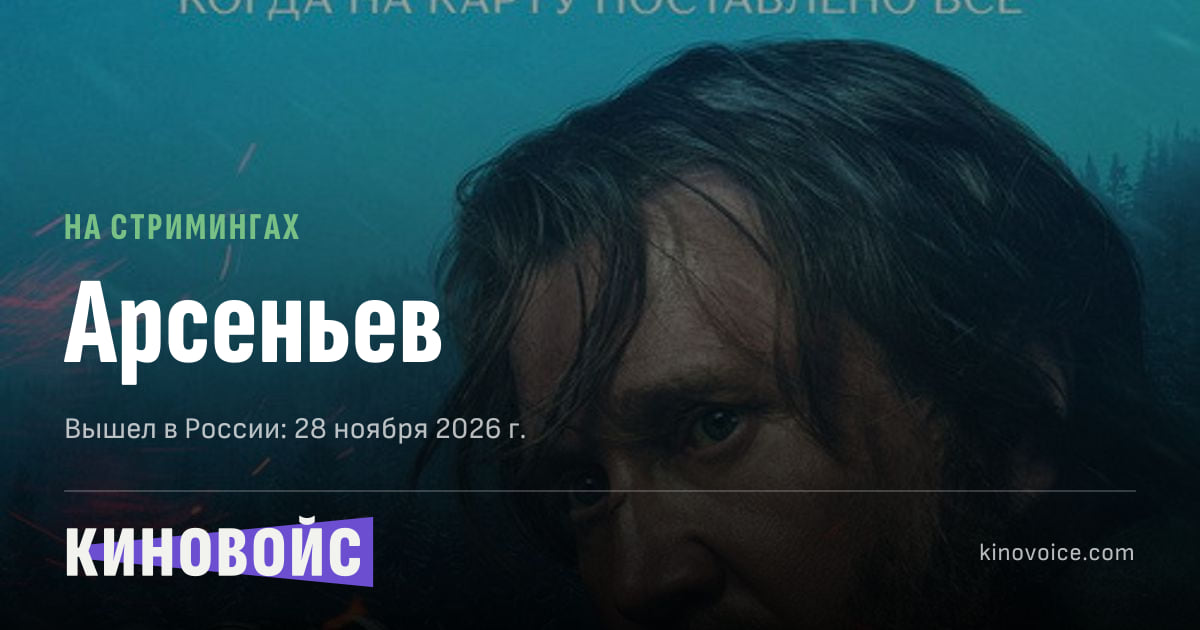 КОГДА НА КАРТУ ПОСТАВЛЕНО ВСЕ
НА СТРИМИНГАХ
Арсеньев
Вышел в России: 28 ноября 2026 г.
КИНОВОЙС
kinovoice.com